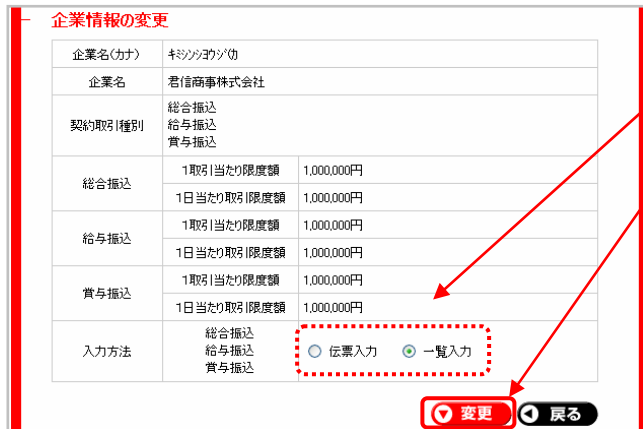 企業情報の変更
企業名(カナ) ｷﾐｼﾝｼﾖｳｼﾞ(ｶ
企業名 君信商事株式会社
契約取引種別 総合振込
給与振込
賞与振込
総合振込 1取引当たり限度額 1,000,000円
1日当たり取引限度額 1,000,000円
給与振込 1取引当たり限度額 1,000,000円
1日当たり取引限度額 1,000,000円
賞与振込 1取引当たり限度額 1,000,000円
1日当たり取引限度額 1,000,000円
総合振込
入力方法 給与振込 伝票入力 一覧入力
賞与振込
変更 戻る